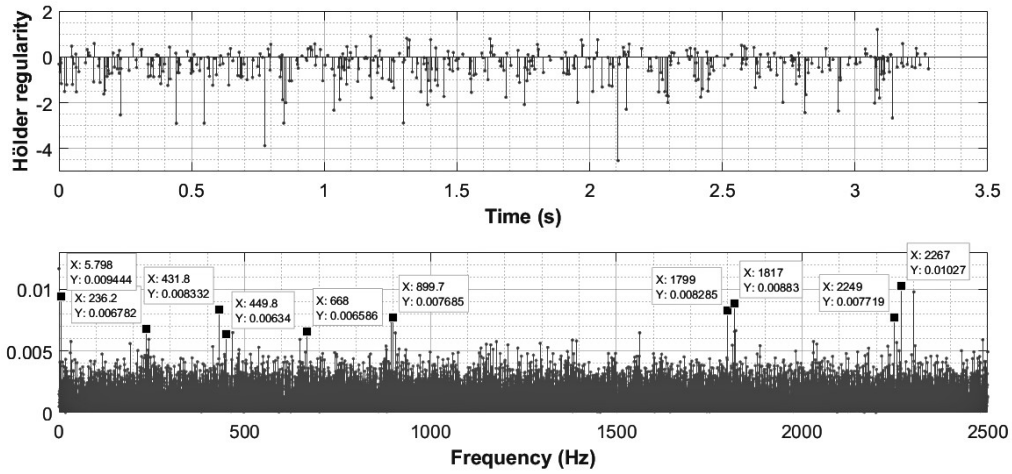 2
0
-2
-4
Hölder regularity
0
0.5
1
1.5
2
2.5
3
3.5
Time (s)
X: 5.798
Y: 0.009444
X: 236.2
Y: 0.006782
X: 431.8
Y: 0.008332
X: 449.8
Y: 0.00634
X: 668
Y: 0.006586
X: 899.7
Y: 0.007685
X: 1799
Y: 0.008285
X: 1817
Y: 0.00883
X: 2249
Y: 0.007719
X: 2267
Y: 0.01027
0.01
0.005
0
0
500
1000
1500
2000
2500
Frequency (Hz)